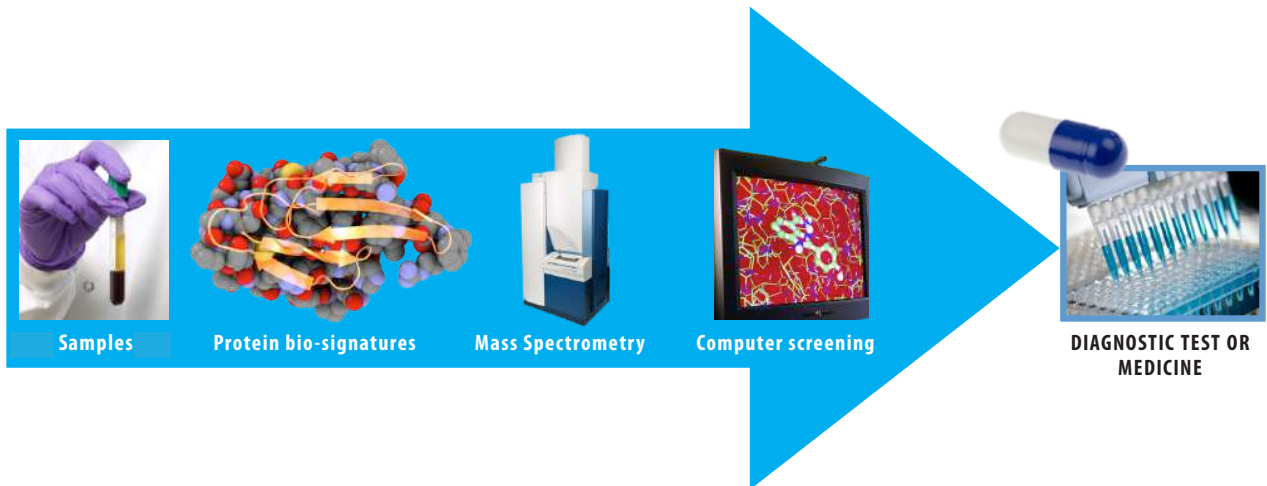 Samples
Protein bio-signatures
Mass Spectrometry
Computer screening
DIAGNOSTIC TEST OR
MEDICINE